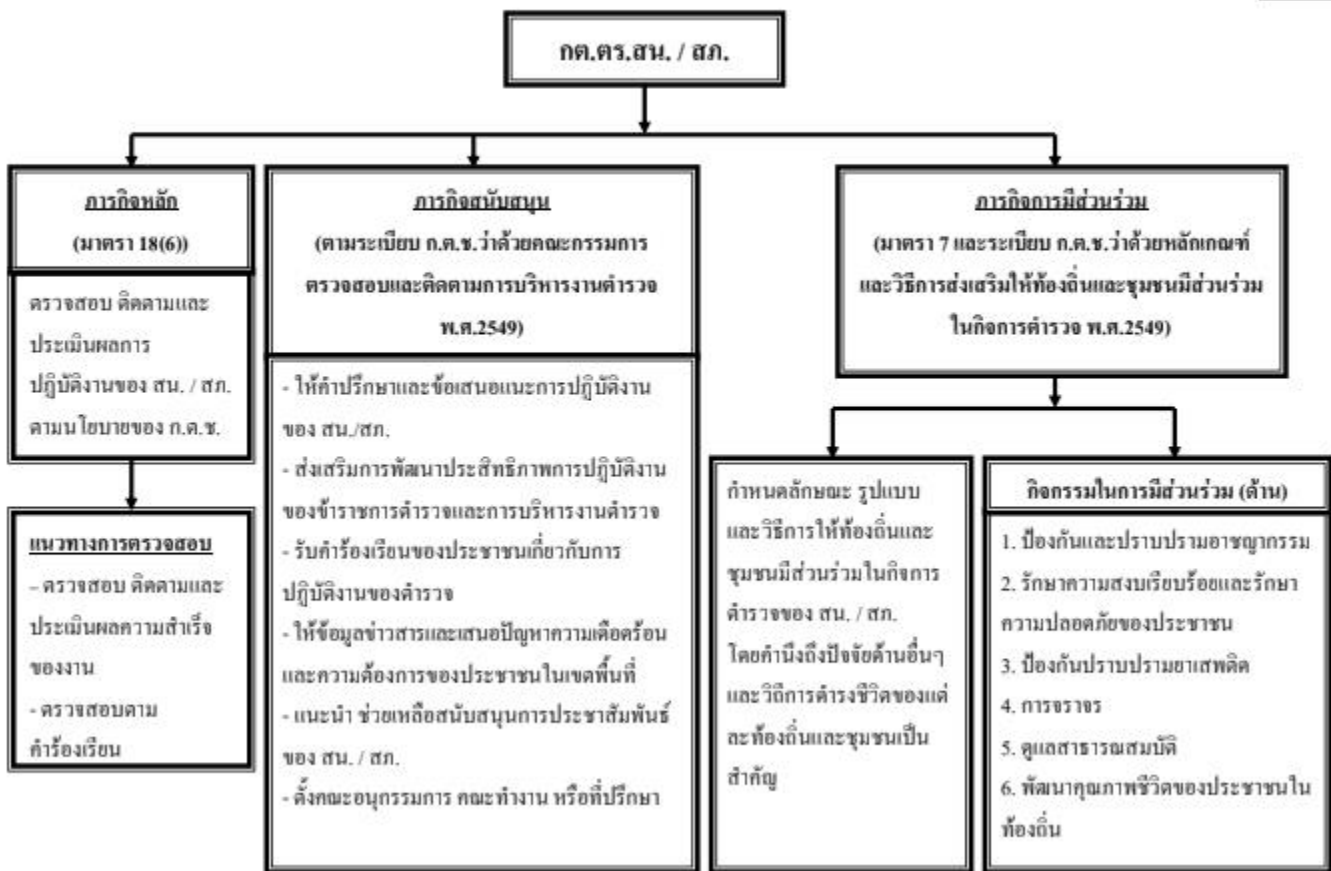 กต.ตร.สน. / สภ.
ภารกิจหลัก
(มาตรา 18(6))
ตรวจสอบ ติดตามและ
ประเมินผลการ
ปฏิบัติงานของ สน. / สภ.
ตามนโยบายของ ก.ต.ช.
แนวทางการตรวจสอบ
– ตรวจสอบ ติดตามและ
ประเมินผลความสำเร็จ
ของงาน
- ตรวจสอบตาม
คำร้องเรียน
ภารกิจสนับสนุน
(ตามระเบียบ ก.ต.ช.ว่าด้วยคณะกรรมการ
ตรวจสอบและติดตามการบริหารงานตำรวจ
พ.ศ.2549)
- ให้คำปรึกษาและข้อเสนอแนะการปฏิบัติงาน
ของ สน./สภ.
- ส่งเสริมการพัฒนาประสิทธิภาพการปฏิบัติงาน
ของข้าราชการตำรวจและการบริหารงานตำรวจ
- รับคำร้องเรียนของประชาชนเกี่ยวกับการ
ปฏิบัติงานของตำรวจ
- ให้ข้อมูลข่าวสารและเสนอปัญหาความเดือดร้อน
และความต้องการของประชาชนในเขตพื้นที่
- แนะนำ ช่วยเหลือสนับสนุนการประชาสัมพันธ์
ของ สน. / สภ.
- ตั้งคณะอนุกรรมการ คณะทำงาน หรือที่ปรึกษา
ภารกิจการมีส่วนร่วม
(มาตรา 7 และระเบียบ ก.ต.ช.ว่าด้วยหลักเกณฑ์
และวิธีการส่งเสริมให้ท้องถิ่นและชุมชนมีส่วนร่วม
ในกิจการตำรวจ พ.ศ.2549)
กำหนดลักษณะ รูปแบบ
และวิธีการให้ท้องถิ่นและ
ชุมชนมีส่วนร่วมในกิจการ
ตำรวจของ สน. / สภ.
โดยคำนึงถึงปัจจัยด้านอื่นๆ
และวิถีการดำรงชีวิตของแต่
ละท้องถิ่นและชุมชนเป็น
สำคัญ
กิจกรรมในการมีส่วนร่วม (ด้าน)
1. ป้องกันและปราบปรามอาชญากรรม
2. รักษาความสงบเรียบร้อยและรักษา
ความปลอดภัยของประชาชน
3. ป้องกันปราบปรามยาเสพติด
4. การจราจร
5. ดูแลสาธารณสมบัติ
6. พัฒนาคุณภาพชีวิตของประชาชนใน
ท้องถิ่น